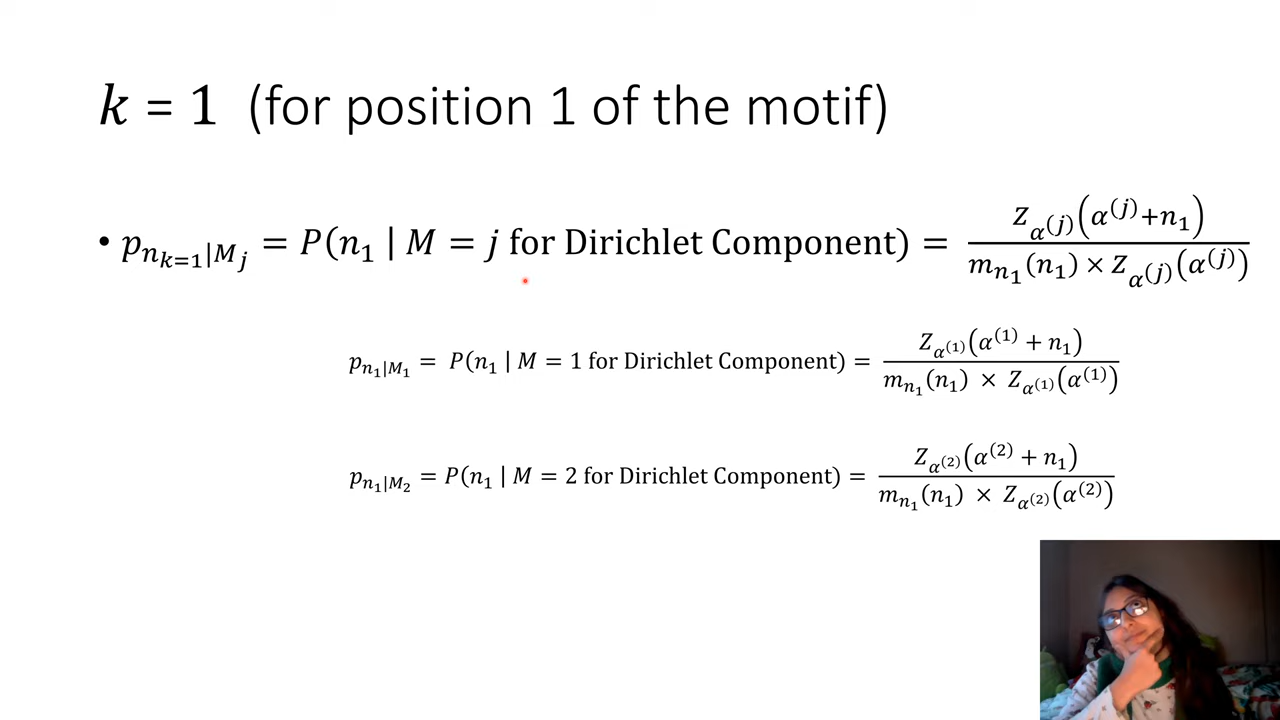 k = 1 (for position 1 of the motif)
• p_{n_{k=1}|M_j} = P(n_1 | M = j for Dirichlet Component) = \frac{Z_{α^{(j)}}(α^{(j)}+n_1)}{m_{n_1}(n_1) × Z_{α^{(j)}}(α^{(j)})}
p_{n_1|M_1} = P(n_1 | M = 1 for Dirichlet Component) = \frac{Z_{α^{(1)}}(α^{(1)} + n_1)}{m_{n_1}(n_1) × Z_{α^{(1)}}(α^{(1)})}
p_{n_1|M_2} = P(n_1 | M = 2 for Dirichlet Component) = \frac{Z_{α^{(2)}}(α^{(2)} + n_1)}{m_{n_1}(n_1) × Z_{α^{(2)}}(α^{(2)})}